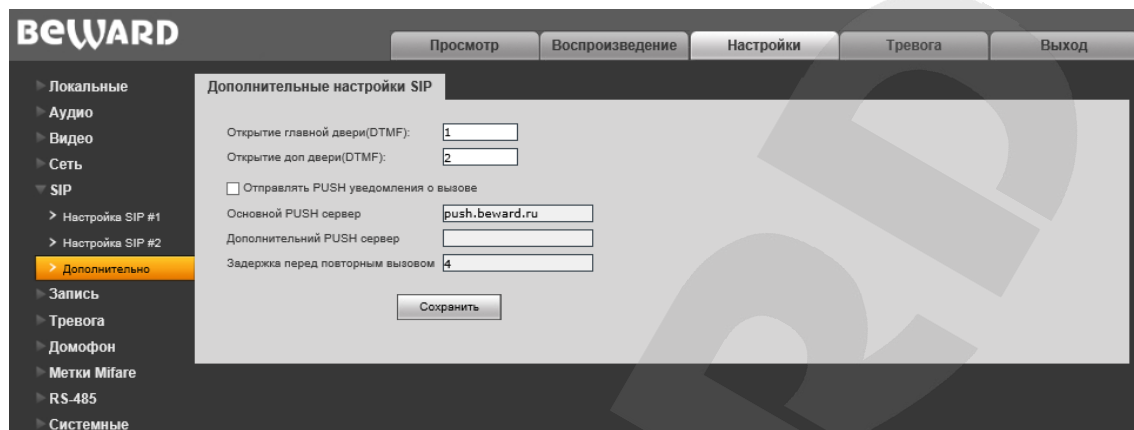 BEWARD
Просмотр
Воспроизведение
Настройки
Тревога
Выход
Локальные
Аудио
Видео
Сеть
SIP
Настройка SIP #1
Настройка SIP #2
Дополнительно
Запись
Тревога
Домофон
Метки Mifare
RS-485
Системные
Дополнительные настройки SIP
Открытие главной двери(DTMF): 1
Открытие доп двери(DTMF): 2
Отправлять PUSH уведомления о вызове
Основной PUSH сервер push.beward.ru
Дополнительний PUSH сервер
Задержка перед повторным вызовом 4
Сохранить